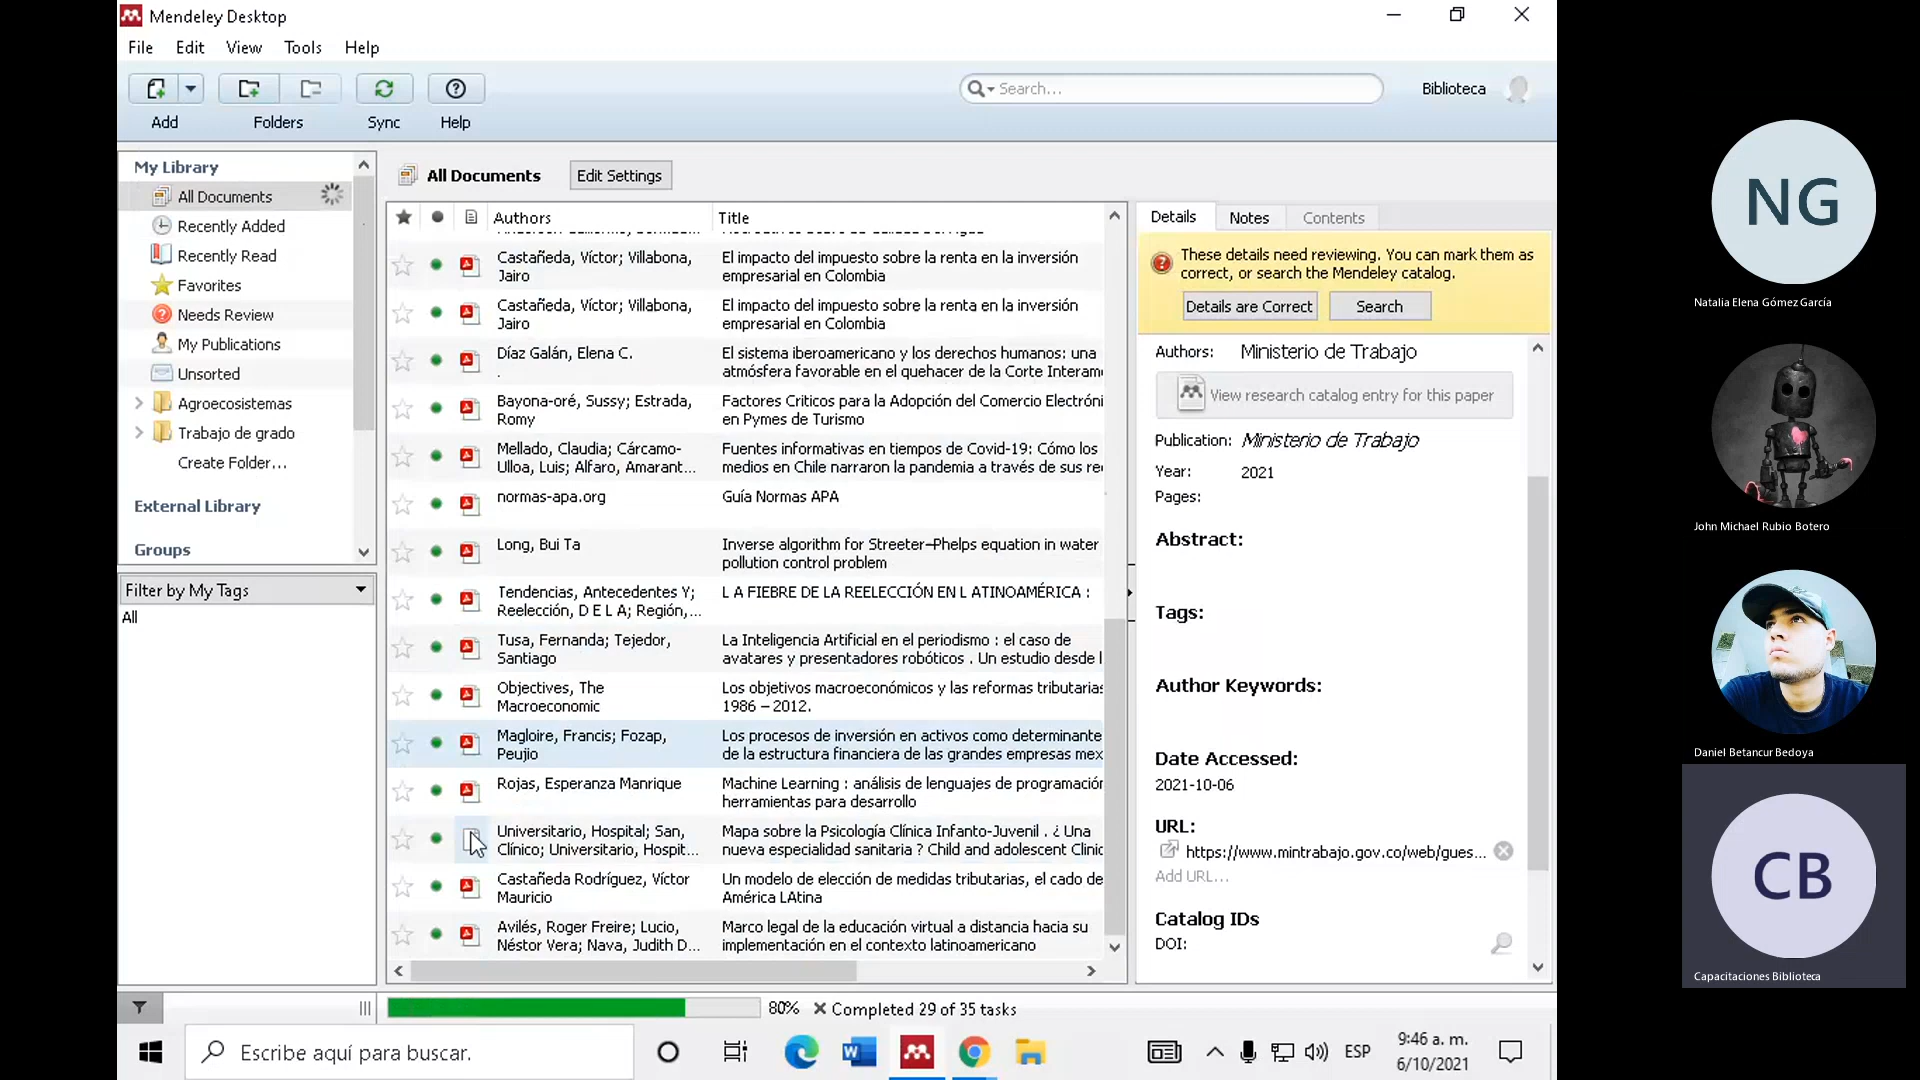 Mendeley Desktop
File Edit View Tools Help
Search...
Biblioteca
Add Folders Sync Help
My Library
All Documents
Recently Added
Recently Read
Favorites
Needs Review
My Publications
Unsorted
Agroecosistemas
Trabajo de grado
Create Folder...
External Library
Groups
Filter by My Tags
All
All Documents Edit Settings
Authors Title
Castañeda, Víctor; Villabona, Jairo
El impacto del impuesto sobre la renta en la inversión
empresarial en Colombia
Castañeda, Víctor; Villabona, Jairo
El impacto del impuesto sobre la renta en la inversión
empresarial en Colombia
Díaz Galán, Elena C.
.
El sistema iberoamericano y los derechos humanos: una
atmósfera favorable en el quehacer de la Corte Interam
Bayona-oré, Sussy; Estrada,
Romy
Factores Criticos para la Adopción del Comercio Electróni
en Pymes de Turismo
Mellado, Claudia; Cárcamo-
Ulloa, Luis; Alfaro, Amarant...
Fuentes informativas en tiempos de Covid-19: Cómo los
medios en Chile narraron la pandemia a través de sus re
normas-apa.org
Guía Normas APA
Long, Bui Ta
Inverse algorithm for Streeter–Phelps equation in water
pollution control problem
Tendencias, Antecedentes Y;
Reelección, D E L A; Región,...
L A FIEBRE DE LA REELECCIÓN EN L ATINOAMÉRICA :
Tusa, Fernanda; Tejedor,
Santiago
La Inteligencia Artificial en el periodismo : el caso de
avatares y presentadores robóticos . Un estudio desde l
Objectives, The
Macroeconomic
Los objetivos macroeconómicos y las reformas tributarias
1986 – 2012.
Magloire, Francis; Fozap,
Peujio
Los procesos de inversión en activos como determinante
de la estructura financiera de las grandes empresas mex
Rojas, Esperanza Manrique
Machine Learning : análisis de lenguajes de programación
herramientas para desarrollo
Universitario, Hospital; San,
Clínico; Universitario, Hospit...
Mapa sobre la Psicología Clínica Infanto-Juvenil . ¿ Una
nueva especialidad sanitaria ? Child and adolescent Clinic
Castañeda Rodríguez, Víctor
Mauricio
Un modelo de elección de medidas tributarias, el cado de
América LAtina
Avilés, Roger Freire; Lucio,
Néstor Vera; Nava, Judith D...
Marco legal de la educación virtual a distancia hacia su
implementación en el contexto latinoamericano
Details Notes Contents
These details need reviewing. You can mark them as
correct, or search the Mendeley catalog.
Details are Correct Search
Authors: Ministerio de Trabajo
View research catalog entry for this paper
Publication: Ministerio de Trabajo
Year: 2021
Pages:
Abstract:
Tags:
Author Keywords:
Date Accessed:
2021-10-06
URL:
https://www.mintrabajo.gov.co/web/gues...
Add URL...
Catalog IDs
DOI:
80% Completed 29 of 35 tasks
Escribe aquí para buscar.
ESP
9:46 a. m.
6/10/2021
NG
Natalia Elena Gómez García
John Michael Rubio Botero
Daniel Betancur Bedoya
CB
Capacitaciones Biblioteca